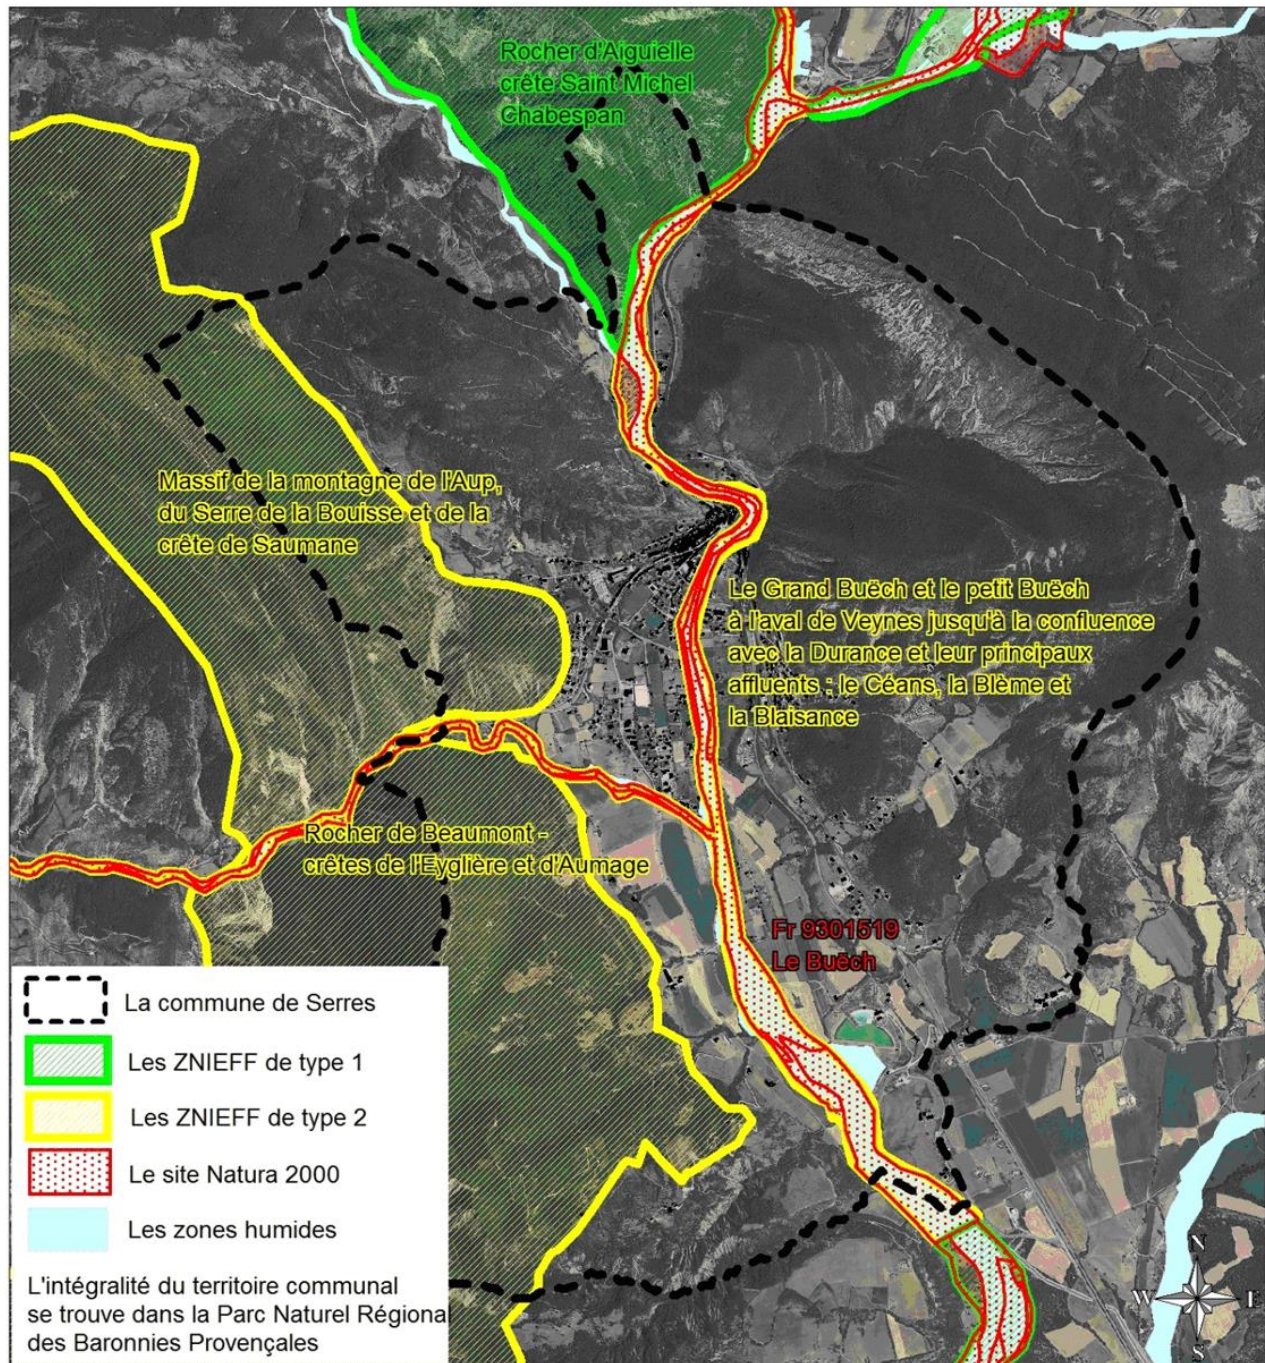 Rocher d'Aiguielle
crête Saint Michel
Chabespan
Massif de la montagne de l'Aup,
du Serre de la Bouisse et de la
crête de Saumane
Le Grand Buëch et le petit Buëch
à l'aval de Veynes jusqu'à la confluence
avec la Durance et leur principaux
affluents : le Céans, la Blème et
la Blaisance
Rocher de Beaumont -
crêtes de l'Eyglière et d'Aumage
Fr 9301519
Le Buëch
La commune de Serres
Les ZNIEFF de type 1
Les ZNIEFF de type 2
Le site Natura 2000
Les zones humides
L'intégralité du territoire communal
se trouve dans la Parc Naturel Régional
des Baronnies Provençales
N
W E
S